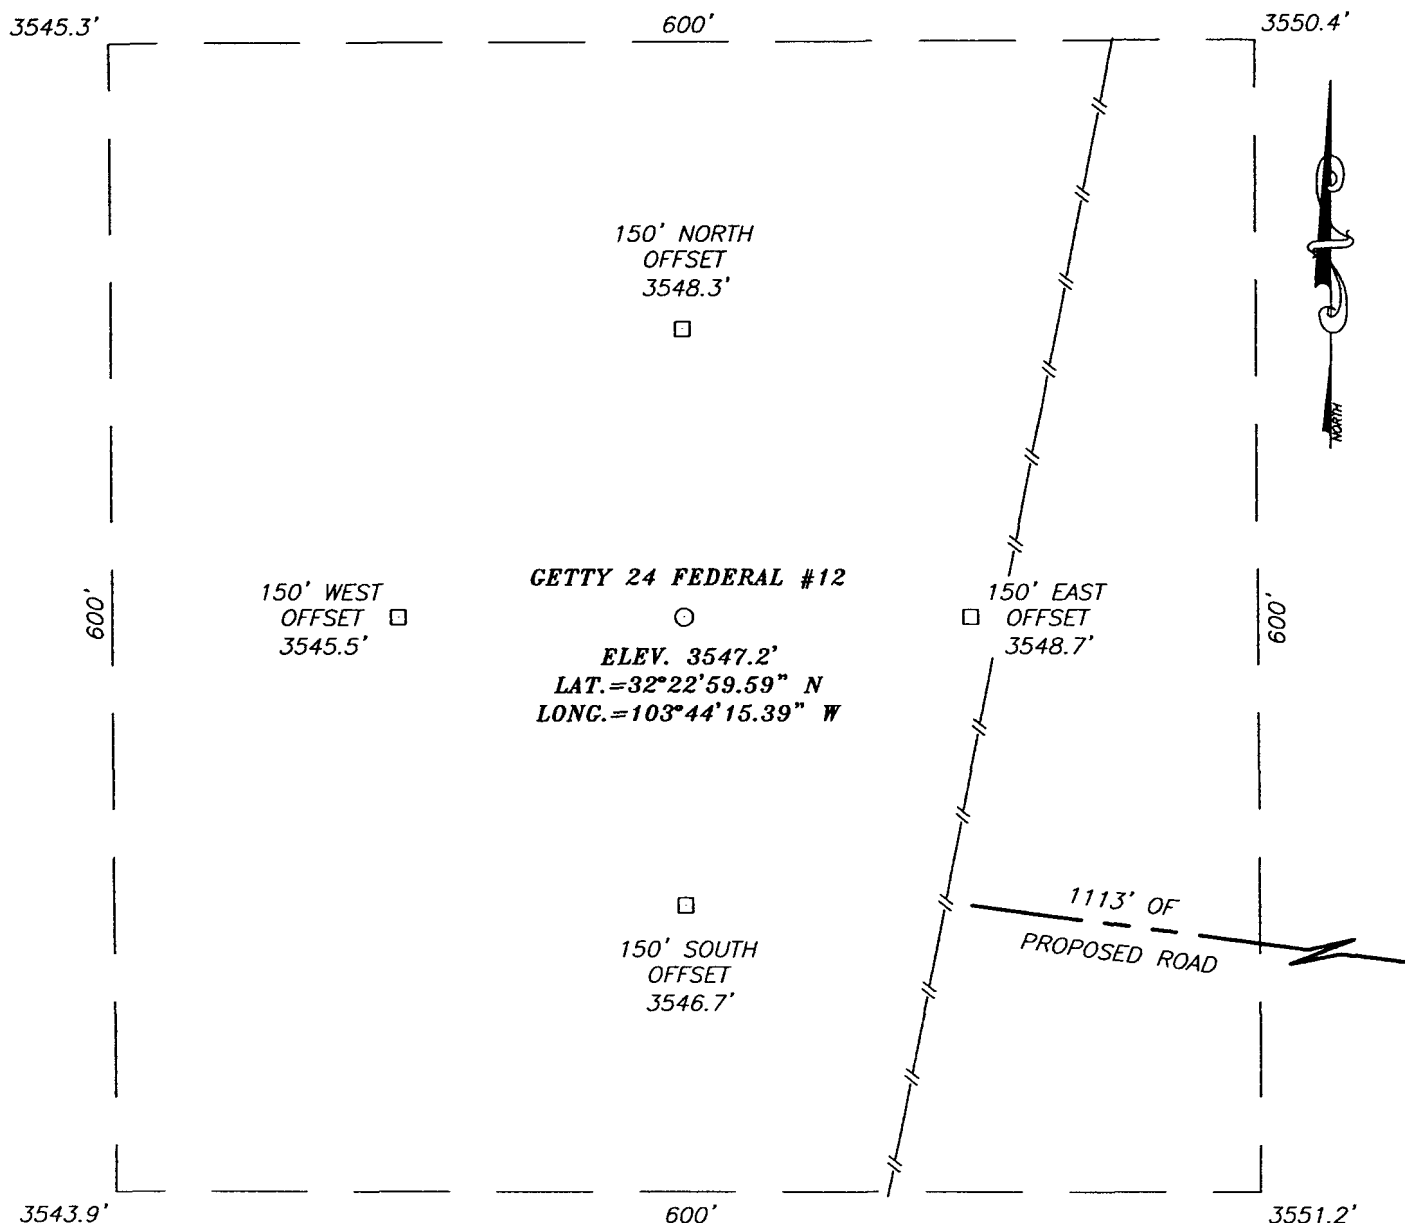 3545.3'
600'
3550.4'
150' NORTH
OFFSET
3548.3'
NORTH
600'
150' WEST
OFFSET
3545.5'
GETTY 24 FEDERAL #12
ELEV. 3547.2'
LAT.=32°22'59.59" N
LONG.=103°44'15.39" W
150' EAST
OFFSET
3548.7'
600'
1113' OF
PROPOSED ROAD
150' SOUTH
OFFSET
3546.7'
3543.9'
600'
3551.2'